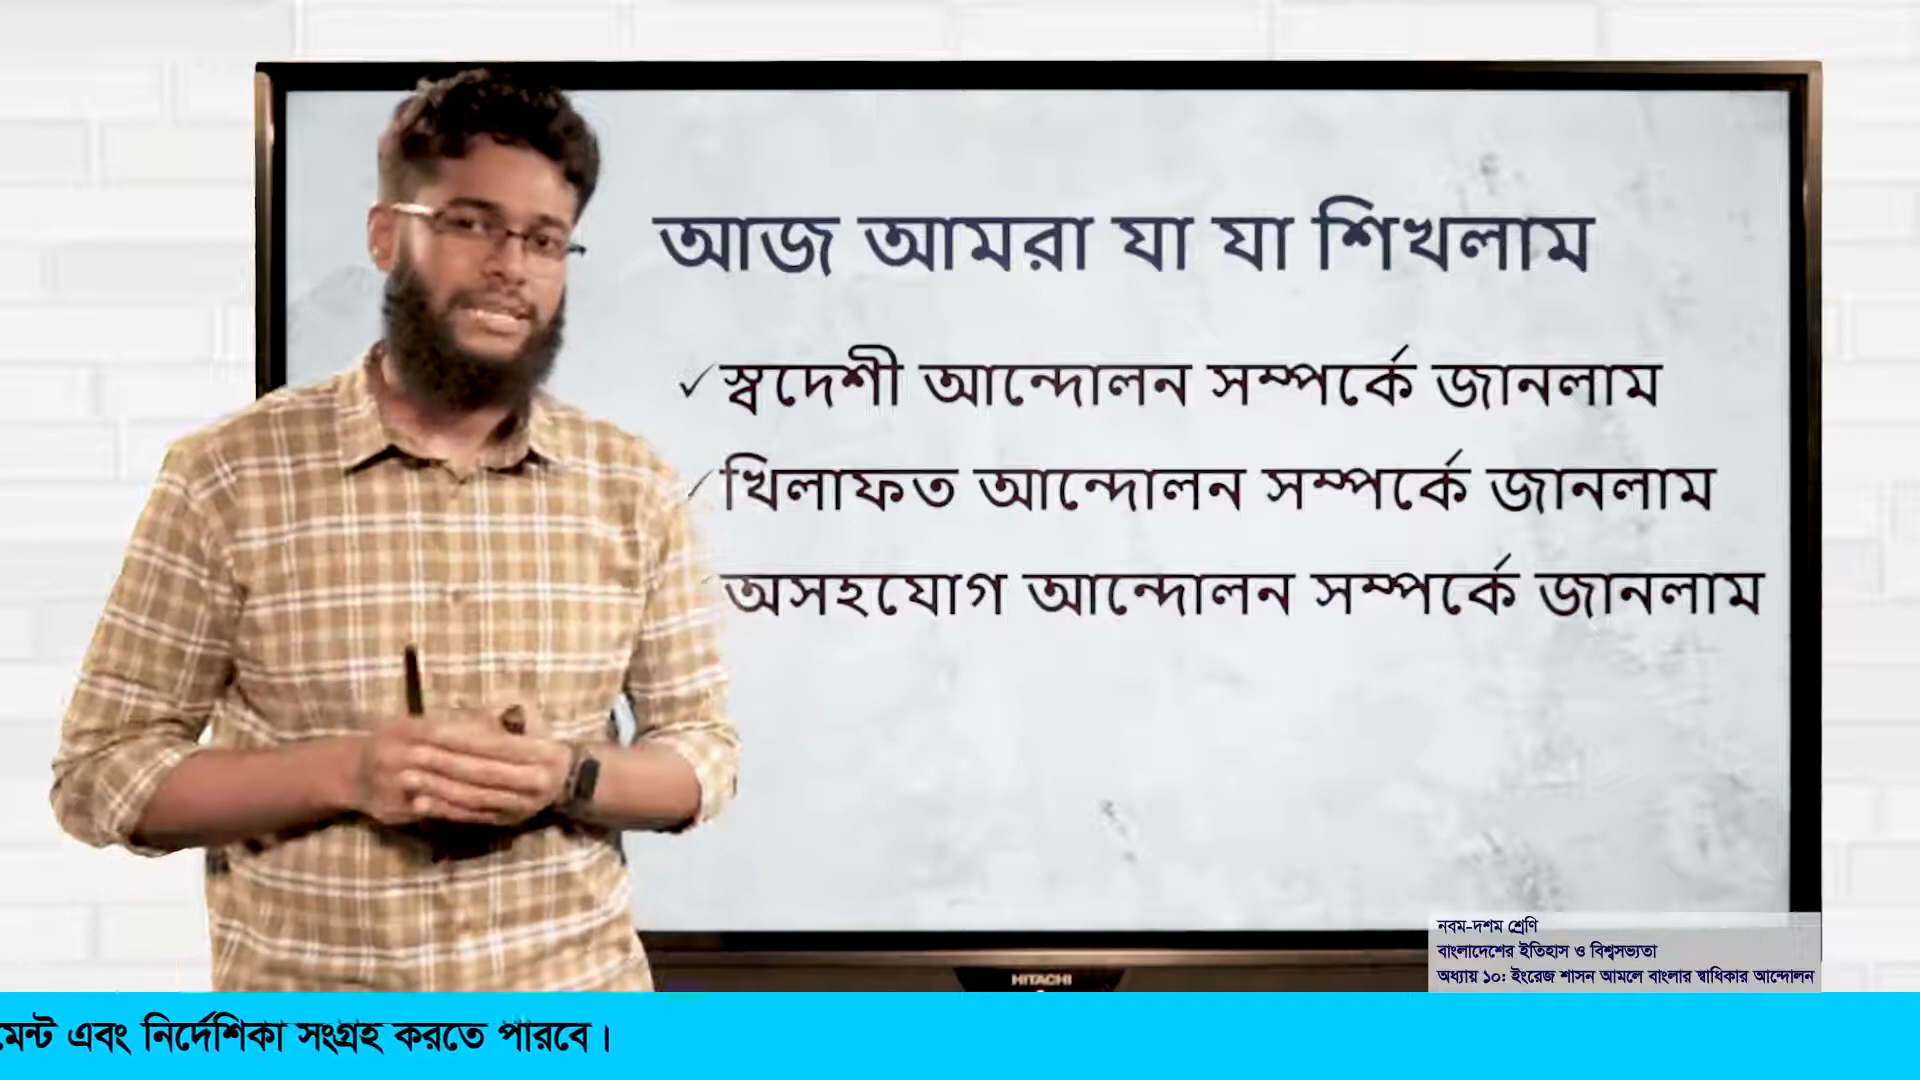 আজ আমরা যা যা শিখলাম
✓স্বদেশী আন্দোলন সম্পর্কে জানলাম
✓খিলাফত আন্দোলন সম্পর্কে জানলাম
অসহযোগ আন্দোলন সম্পর্কে জানলাম
নবম-দশম শ্রেণি
বাংলাদেশের ইতিহাস ও বিশ্বসভ্যতা
অধ্যায় ১০: ইংরেজ শাসন আমলে বাংলার স্বাধিকার আন্দোলন
HITACHI
এবং নির্দেশিকা সংগ্রহ করতে পারবে।